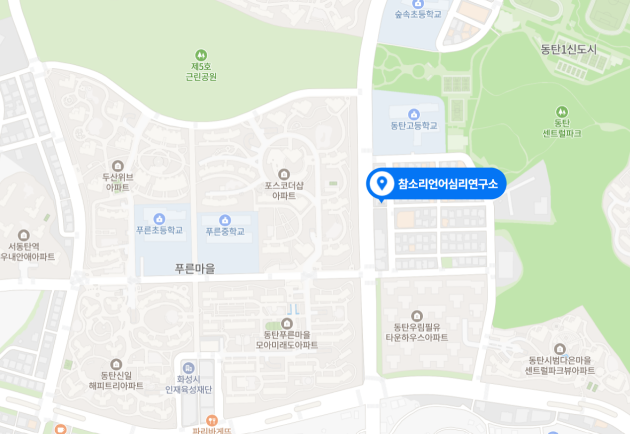 숲속초등학교
동탄1신도시
제5호
근린공원
동탄고등학교
동탄
센트럴파크
두산위브
아파트
포스코더샵
아파트
참소리언어심리연구소
푸른초등학교
푸른중학교
서동탄역
우내안애아파트
푸른마을
동탄푸른마을
모아미래도아파트
동탄우림필유
타운하우스아파트
동탄신일
해피트리아파트
화성시
인재육성재단
동탄시범다은마을
센트럴파크뷰아파트
파리바게뜨